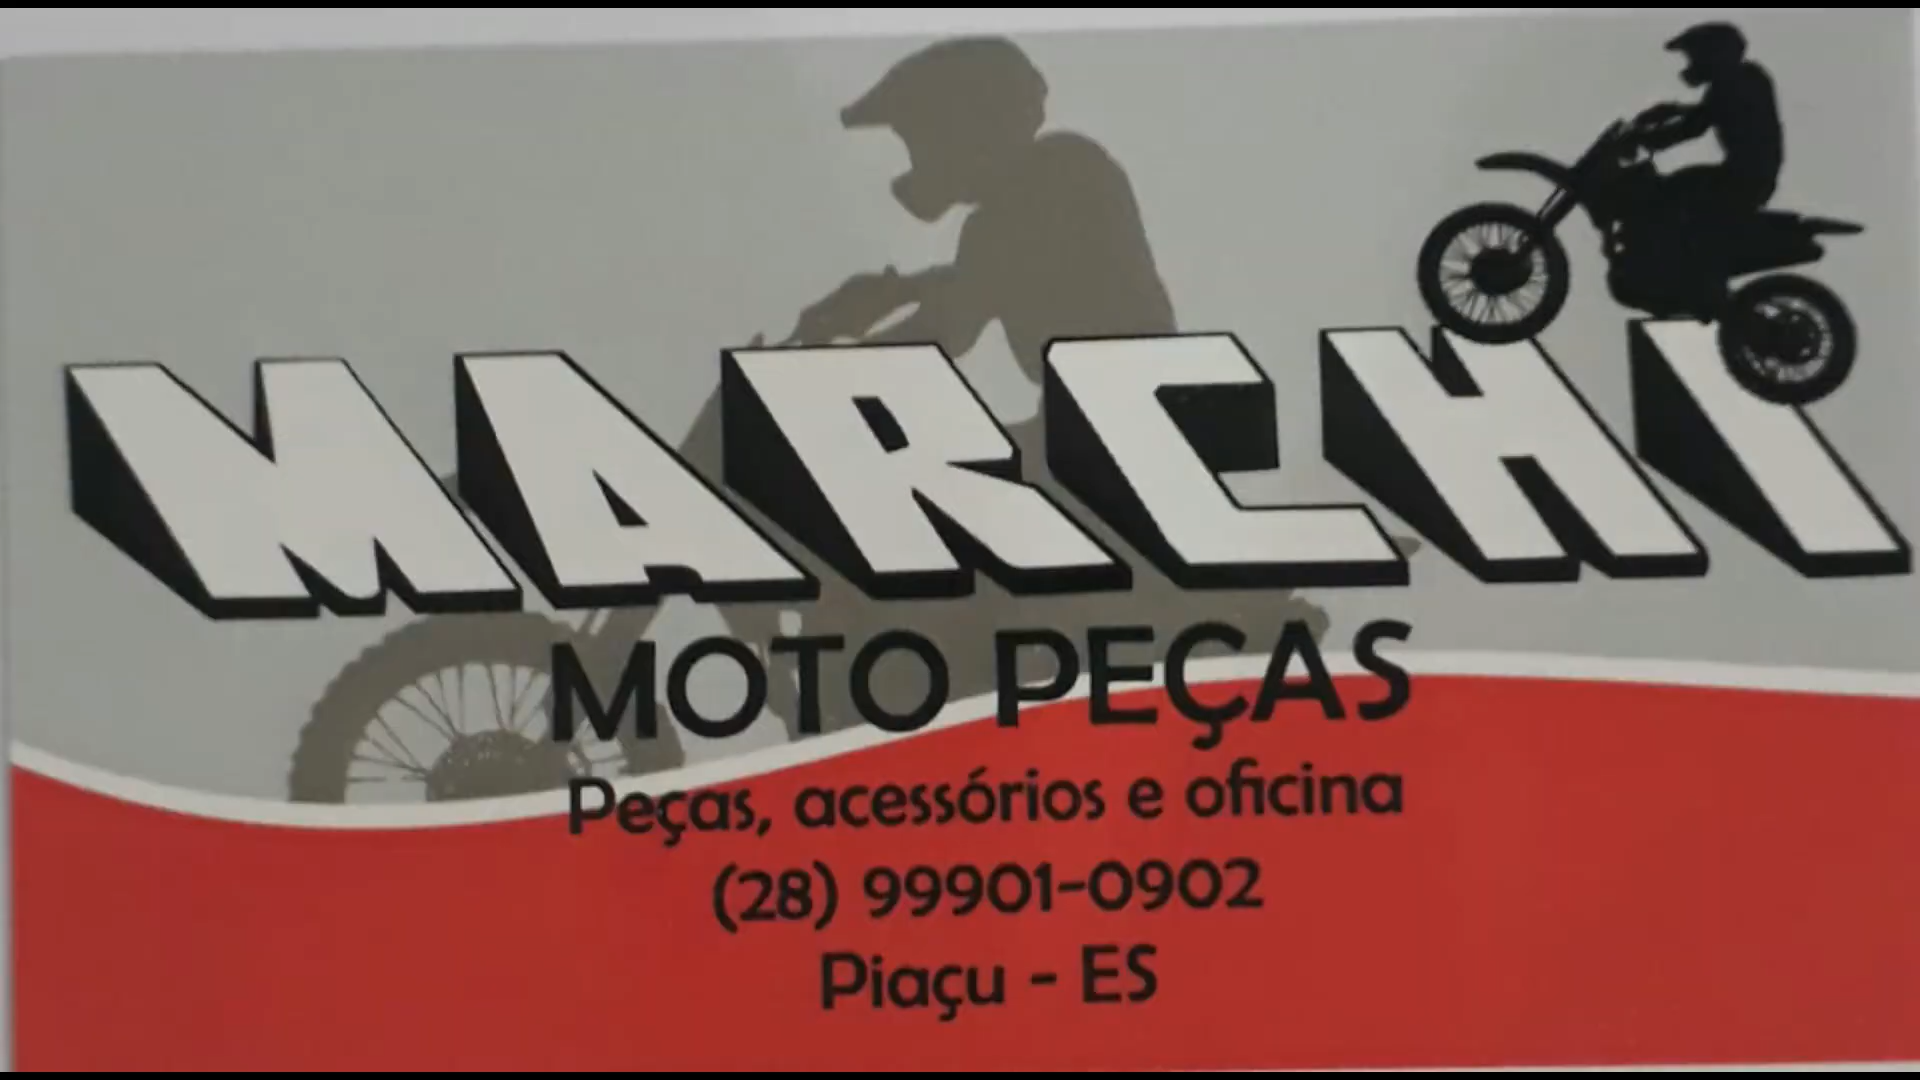 MARCHI
MOTO PEÇAS
Peças, acessórios e oficina
(28) 99901-0902
Piaçu - ES